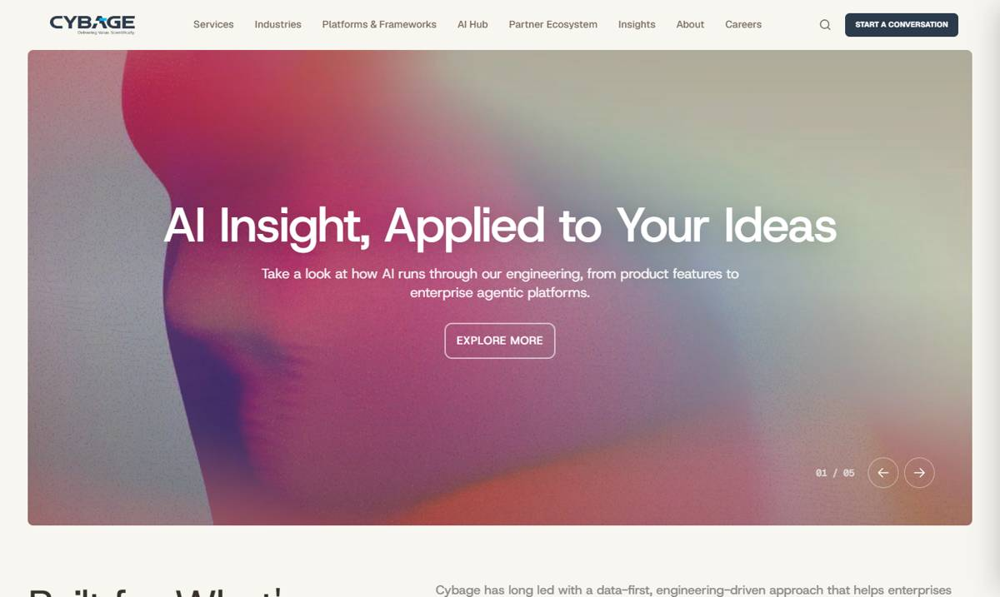 CYBAGE
Delivering Value. Scientifically.
Services
Industries
Platforms & Frameworks
AI Hub
Partner Ecosystem
Insights
About
Careers
START A CONVERSATION
AI Insight, Applied to Your Ideas
Take a look at how AI runs through our engineering, from product features to
enterprise agentic platforms.
EXPLORE MORE
01 / 05
Built for What'
Cybage has long led with a data-first, engineering-driven approach that helps enterprises